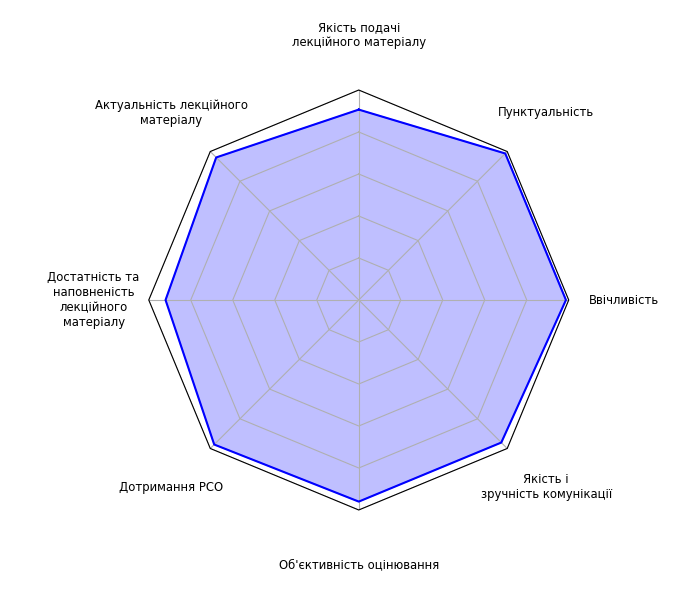 Якість подачі
лекційного матеріалу
Актуальність лекційного
матеріалу
Пунктуальність
Достатність та
наповненість
лекційного
матеріалу
Ввічливість
Дотримання РСО
Якість і
зручність комунікації
Об'єктивність оцінювання